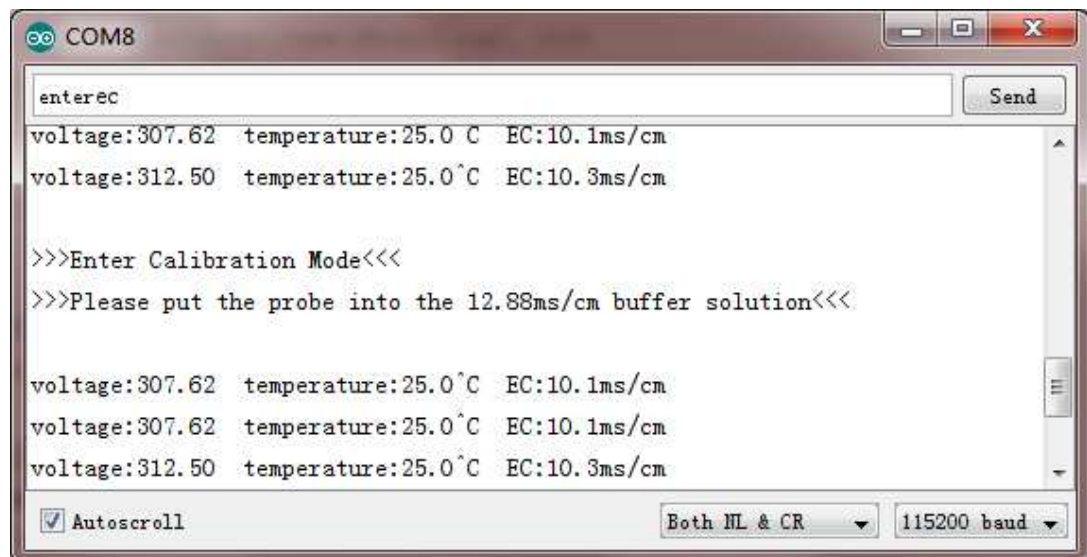 COM8
enterec
Send
voltage:307.62 temperature:25.0 C EC:10.1ms/cm
voltage:312.50 temperature:25.0^C EC:10.3ms/cm
>>>Enter Calibration Mode<<<
>>>Please put the probe into the 12.88ms/cm buffer solution<<<
voltage:307.62 temperature:25.0^C EC:10.1ms/cm
voltage:307.62 temperature:25.0^C EC:10.1ms/cm
voltage:312.50 temperature:25.0^C EC:10.3ms/cm
Autoscroll
Both NL & CR
115200 baud